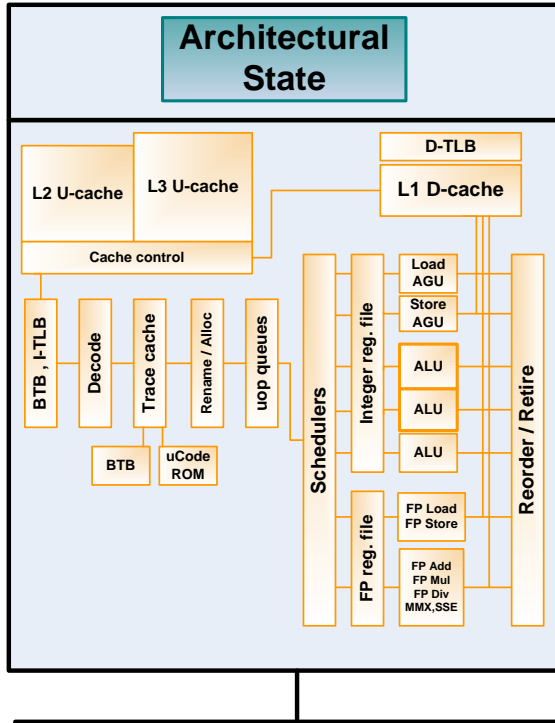 Architectural
State
D-TLB
L2 U-cache
L3 U-cache
L1 D-cache
Cache control
Load
AGU
Store
AGU
BTB , I-TLB
Decode
Trace cache
Rename / Alloc
uop queues
Schedulers
Integer reg. file
ALU
ALU
ALU
Reorder / Retire
BTB
uCode
ROM
FP reg. file
FP Load
FP Store
FP Add
FP Mul
FP Div
MMX,SSE